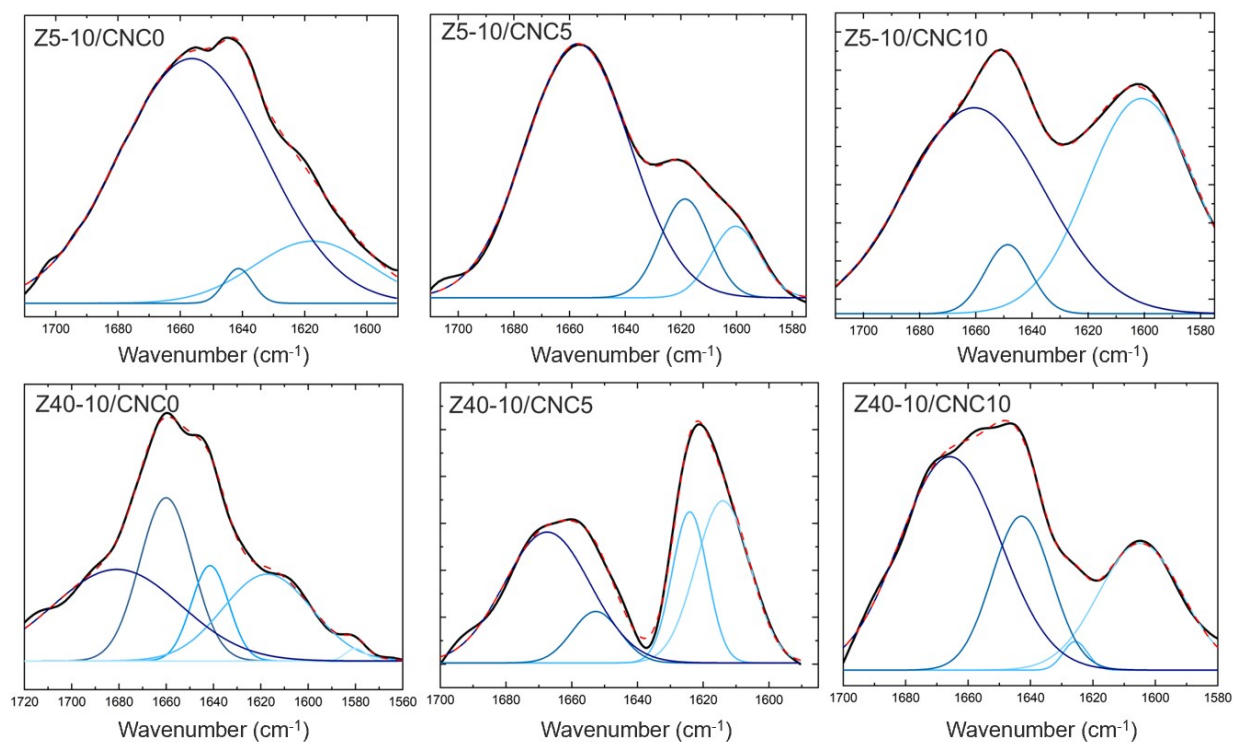 Z5-10/CNC0
1700 1680 1660 1640 1620 1600
Wavenumber (cm⁻¹)
Z5-10/CNC5
1700 1680 1660 1640 1620 1600 1575
Wavenumber (cm⁻¹)
Z5-10/CNC10
1700 1680 1660 1640 1620 1600 1575
Wavenumber (cm⁻¹)
Z40-10/CNC0
1720 1700 1680 1660 1640 1620 1600 1580 1560
Wavenumber (cm⁻¹)
Z40-10/CNC5
1700 1680 1660 1640 1620 1600
Wavenumber (cm⁻¹)
Z40-10/CNC10
1700 1680 1660 1640 1620 1600 1580
Wavenumber (cm⁻¹)